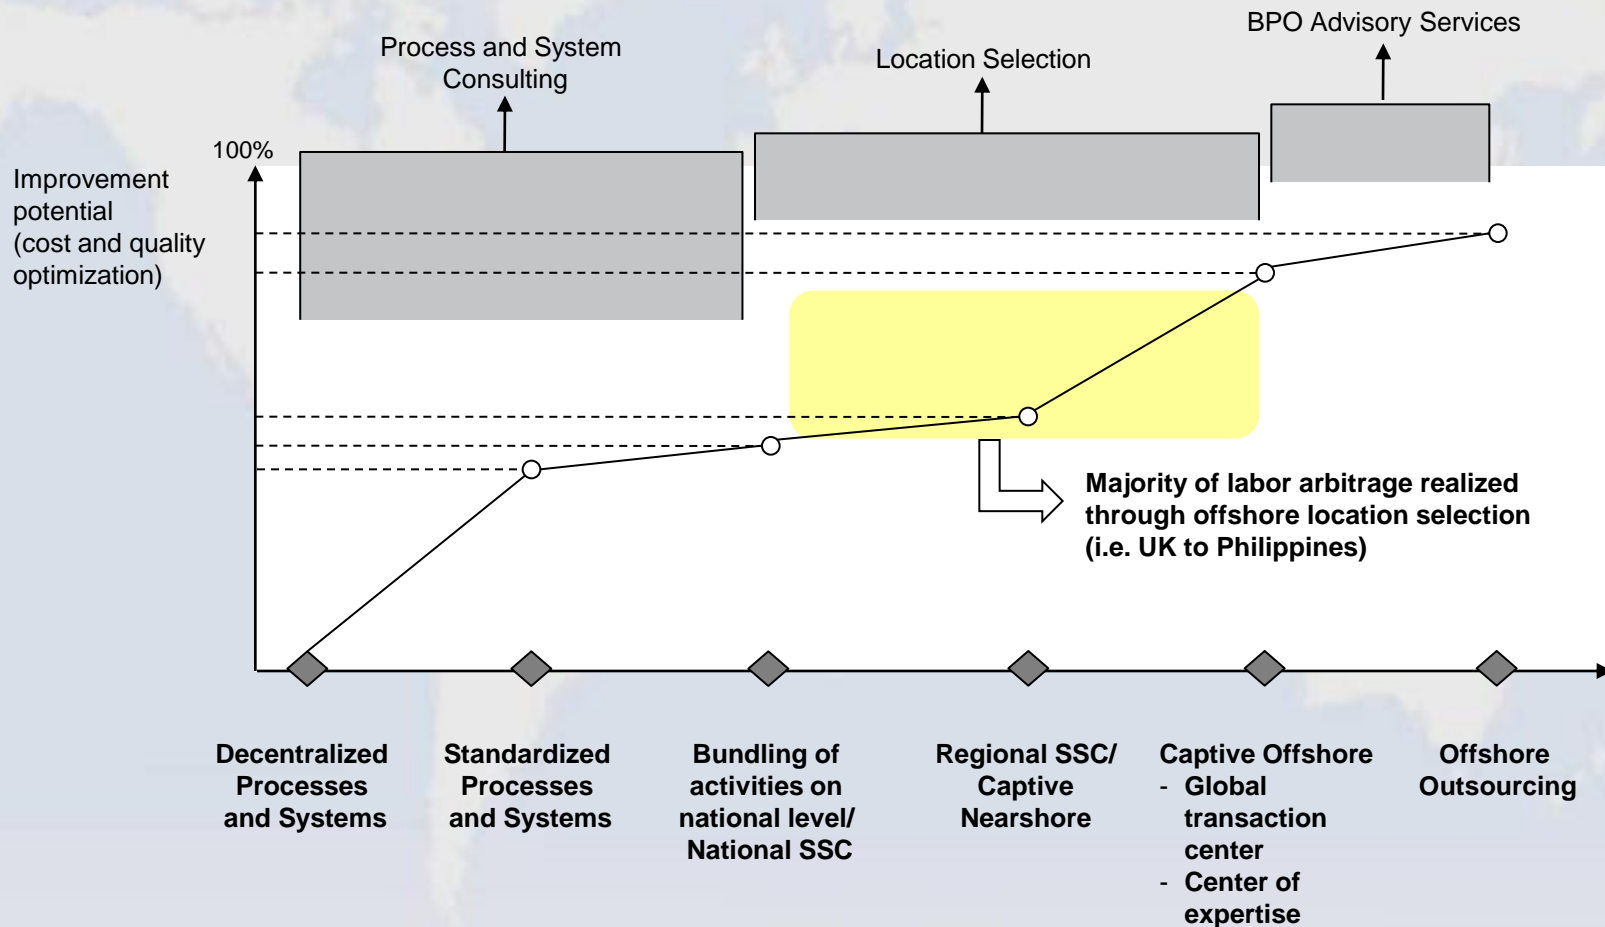 BPO Advisory Services
Process and System
Consulting
Location Selection
100%
Improvement
potential
(cost and quality
optimization)
Majority of labor arbitrage realized
through offshore location selection
(i.e. UK to Philippines)
Decentralized
Processes
and Systems
Standardized
Processes
and Systems
Bundling of
activities on
national level/
National SSC
Regional SSC/
Captive
Nearshore
Captive Offshore
- Global
transaction
center
- Center of
expertise
Offshore
Outsourcing